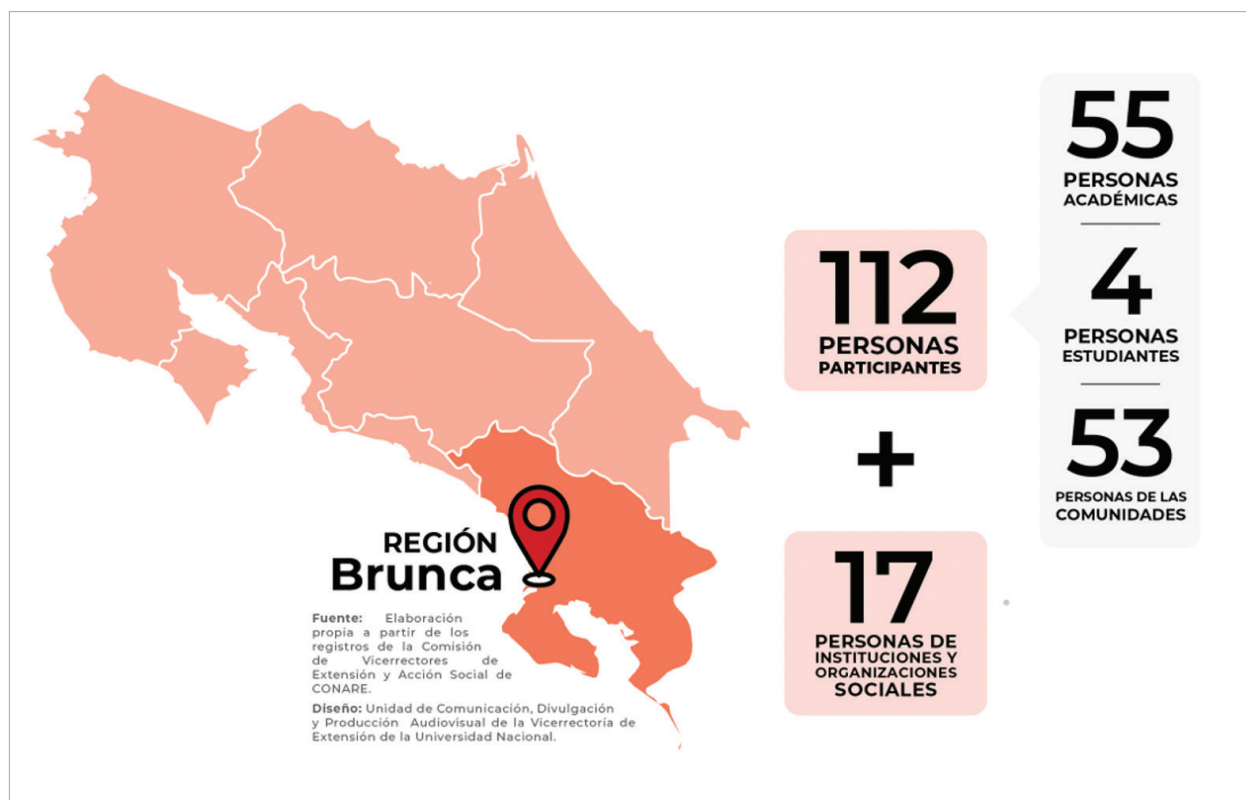 55
PERSONAS
ACADÉMICAS
4
PERSONAS
ESTUDIANTES
53
PERSONAS DE LAS
COMUNIDADES
112
PERSONAS
PARTICIPANTES
+
17
PERSONAS DE
INSTITUCIONES Y
ORGANIZACIONES
SOCIALES
REGIÓN
Brunca
Fuente: Elaboración
propia a partir de los
registros de la Comisión
de Vicerrectores de
Extensión y Acción Social de
CONARE.
Diseño: Unidad de Comunicación, Divulgación
y Producción Audiovisual de la Vicerrectoría de
Extensión de la Universidad Nacional.